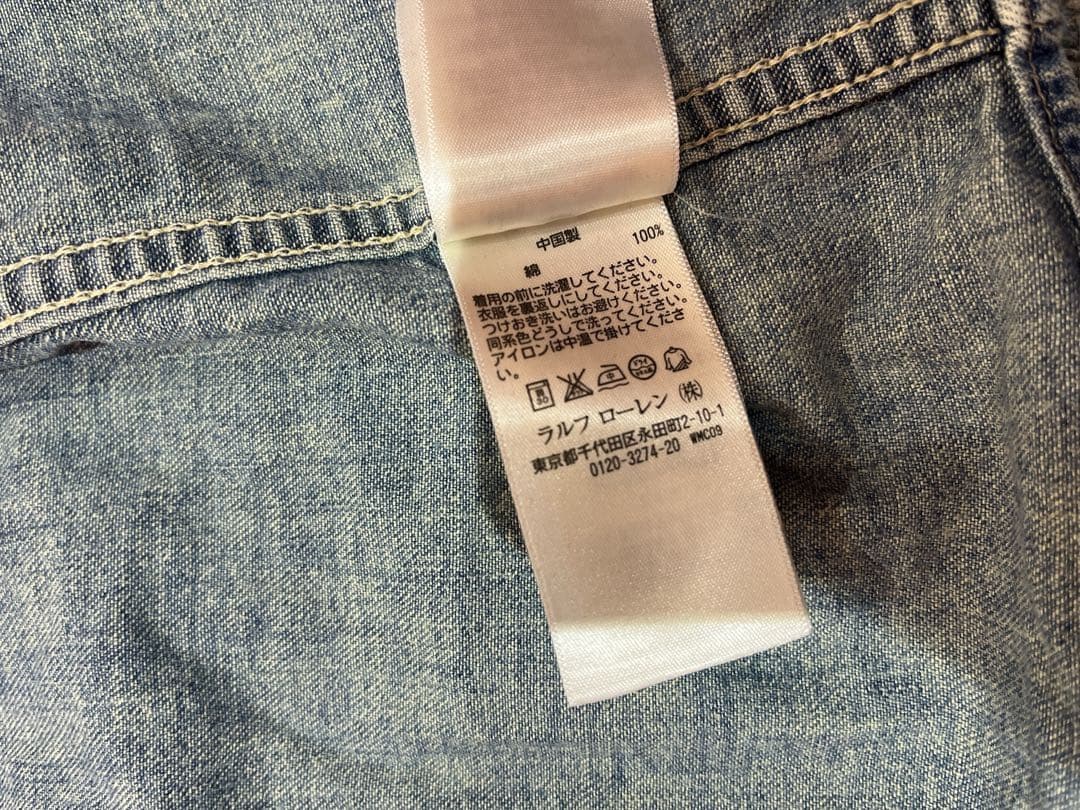 中国製
綿 100%
着用の前に洗濯してください。
衣服を裏返しにしてください。
つけおき洗いはお避けください。
同系色どうしで洗ってください。
アイロンは中温で掛けてくださ
い。
中 ドライ
ラルフ ローレン (株)
東京都千代田区永田町2-10-1
0120-3274-20 WMC09